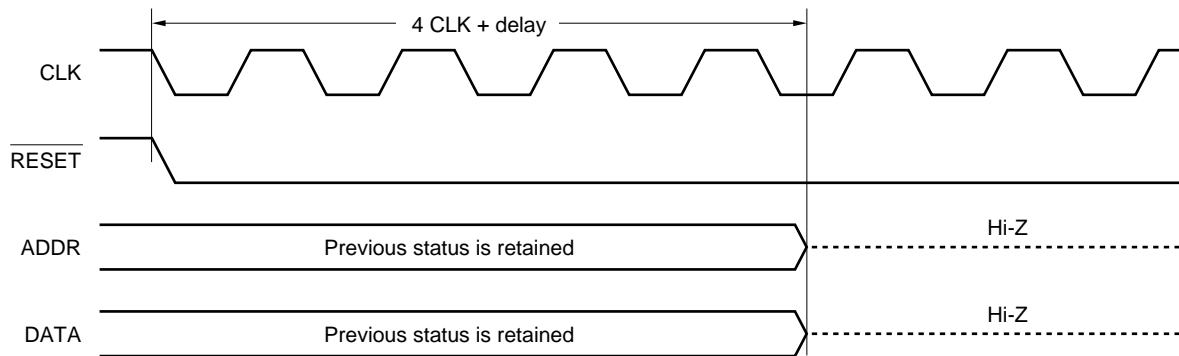 4 CLK + delay
CLK
RESET
ADDR
Previous status is retained
Hi-Z
DATA
Previous status is retained
Hi-Z